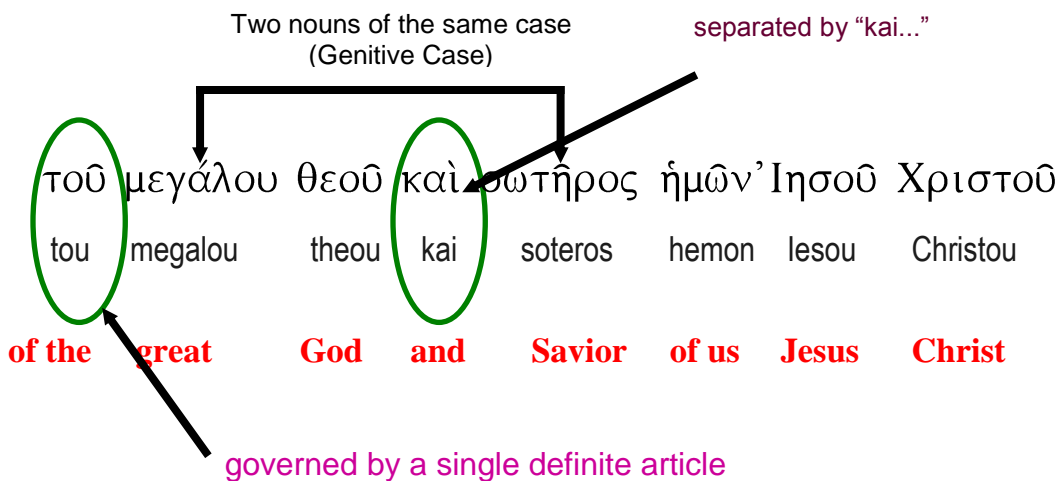 Two nouns of the same case
(Genitive Case)
separated by “kai...”
τοῦ μεγάλου θεοῦ καὶ σωτῆρος ἡμῶν ’Ιησοῦ Χριστοῦ
tou megalou theou kai soteros hemon Iesou Christou
of the great God and Savior of us Jesus Christ
governed by a single definite article